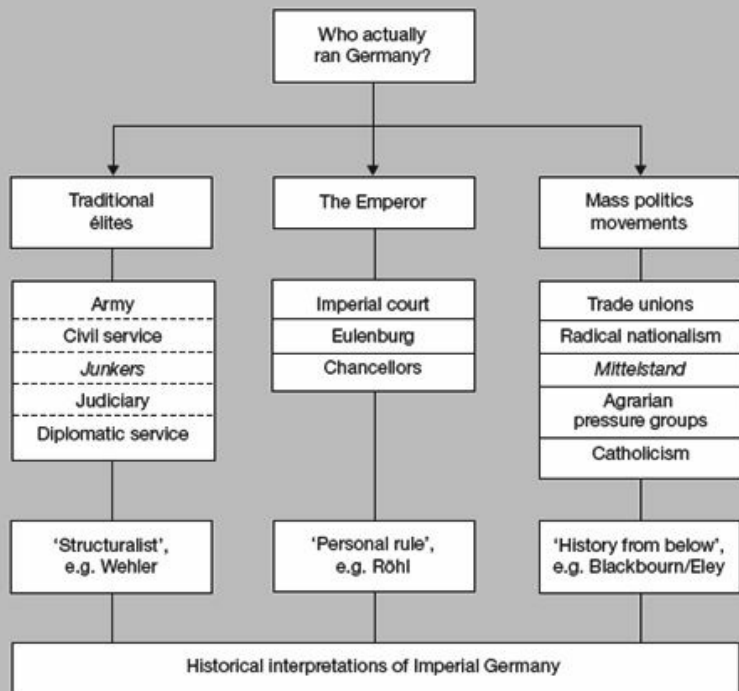 Who actually
ran Germany?
Traditional
élites
The Emperor
Mass politics
movements
Army
Civil service
Junkers
Judiciary
Diplomatic service
Imperial court
Eulenburg
Chancellors
Trade unions
Radical nationalism
Mittelstand
Agrarian
pressure groups
Catholicism
‘Structuralist’,
e.g. Wehler
‘Personal rule’,
e.g. Röhl
‘History from below’,
e.g. Blackbourn/Eley
Historical interpretations of Imperial Germany